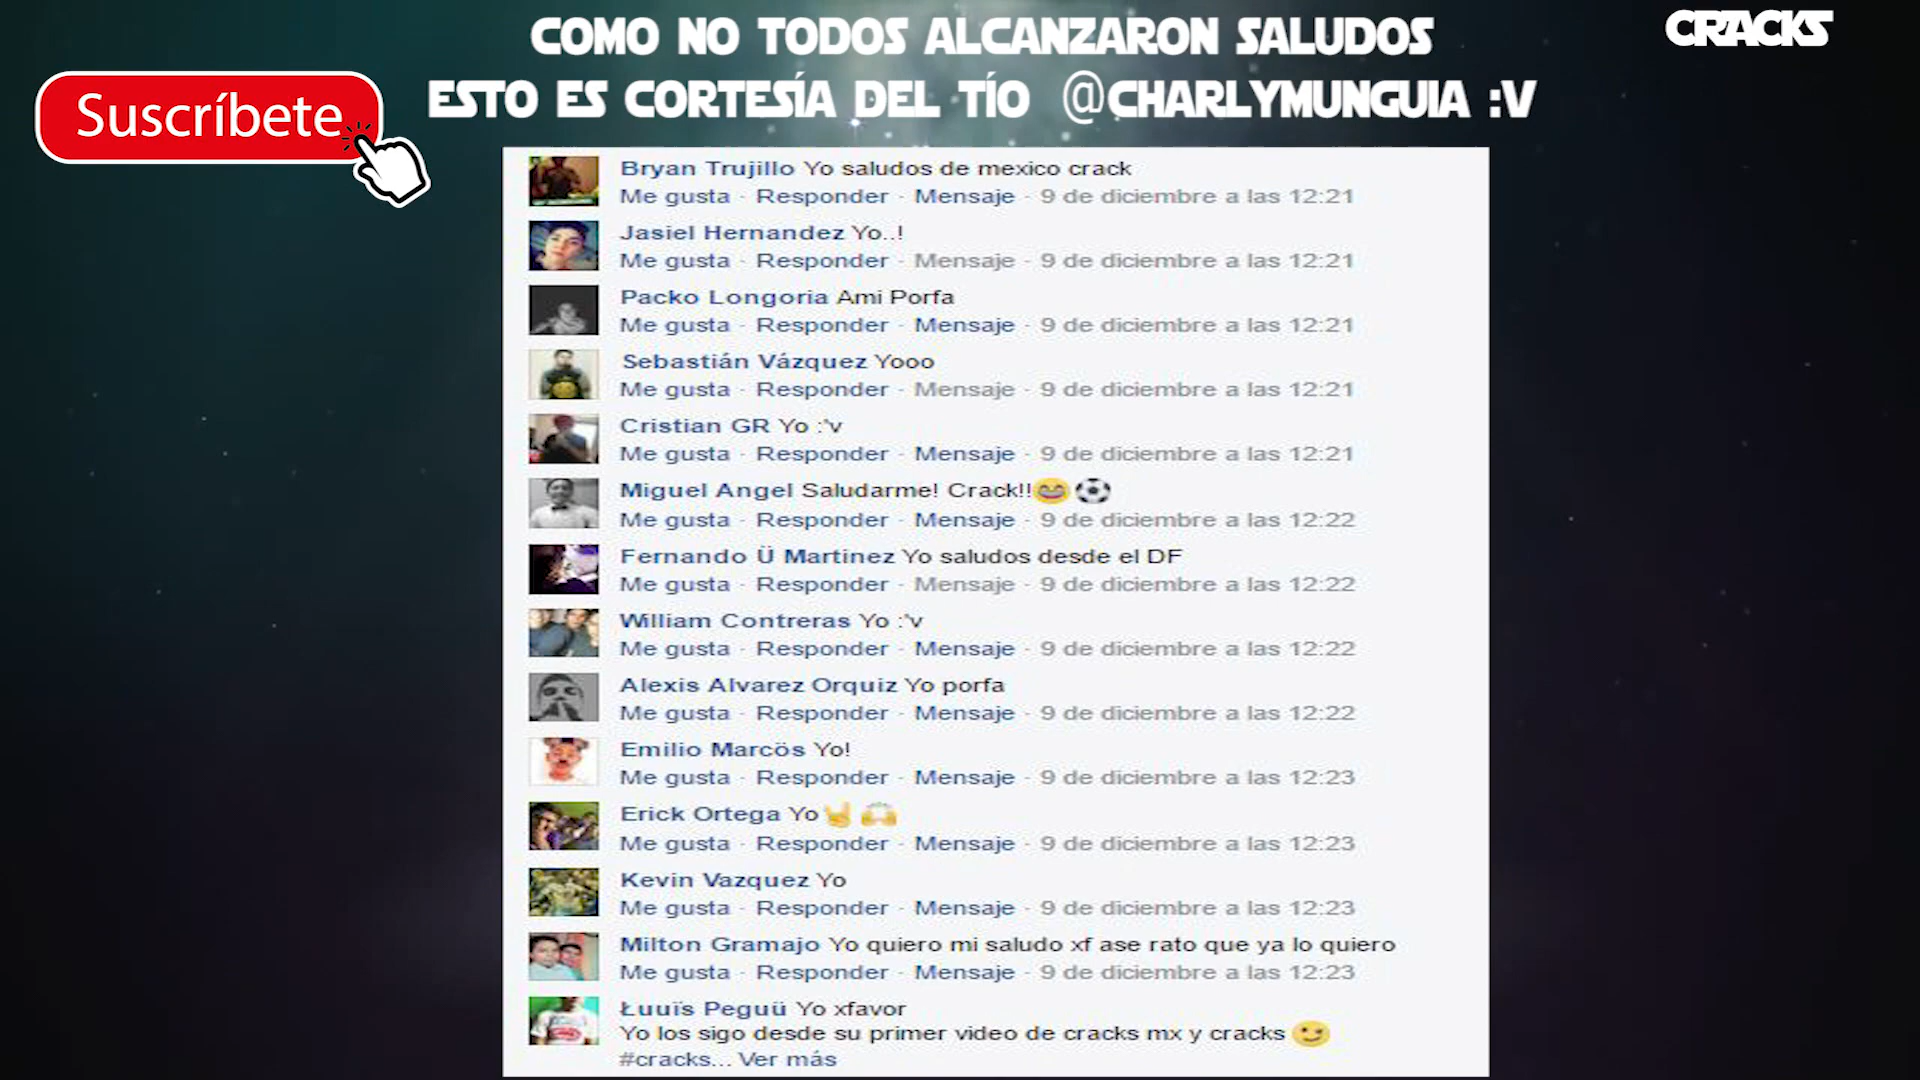 COMO NO TODOS ALCANZARON SALUDOS
CRACKS
ESTO ES CORTESÍA DEL TÍO @CHARLYMUNGUIA :V
Suscríbete
Bryan Trujillo Yo saludos de mexico crack
Me gusta · Responder · Mensaje · 9 de diciembre a las 12:21
Jasiel Hernandez Yo..!
Me gusta · Responder · Mensaje · 9 de diciembre a las 12:21
Packo Longoria Ami Porfa
Me gusta · Responder · Mensaje · 9 de diciembre a las 12:21
Sebastián Vázquez Yooo
Me gusta · Responder · Mensaje · 9 de diciembre a las 12:21
Cristian GR Yo :'v
Me gusta · Responder · Mensaje · 9 de diciembre a las 12:21
Miguel Angel Saludarme! Crack!!😄⚽
Me gusta · Responder · Mensaje · 9 de diciembre a las 12:22
Fernando Ü Martinez Yo saludos desde el DF
Me gusta · Responder · Mensaje · 9 de diciembre a las 12:22
William Contreras Yo :'v
Me gusta · Responder · Mensaje · 9 de diciembre a las 12:22
Alexis Alvarez Orquiz Yo porfa
Me gusta · Responder · Mensaje · 9 de diciembre a las 12:22
Emilio Marcös Yo!
Me gusta · Responder · Mensaje · 9 de diciembre a las 12:23
Erick Ortega Yo🤘🙌
Me gusta · Responder · Mensaje · 9 de diciembre a las 12:23
Kevin Vazquez Yo
Me gusta · Responder · Mensaje · 9 de diciembre a las 12:23
Milton Gramajo Yo quiero mi saludo xf ase rato que ya lo quiero
Me gusta · Responder · Mensaje · 9 de diciembre a las 12:23
Łuuïs Peguü Yo xfavor
Yo los sigo desde su primer video de cracks mx y cracks 😉
#cracks... Ver más